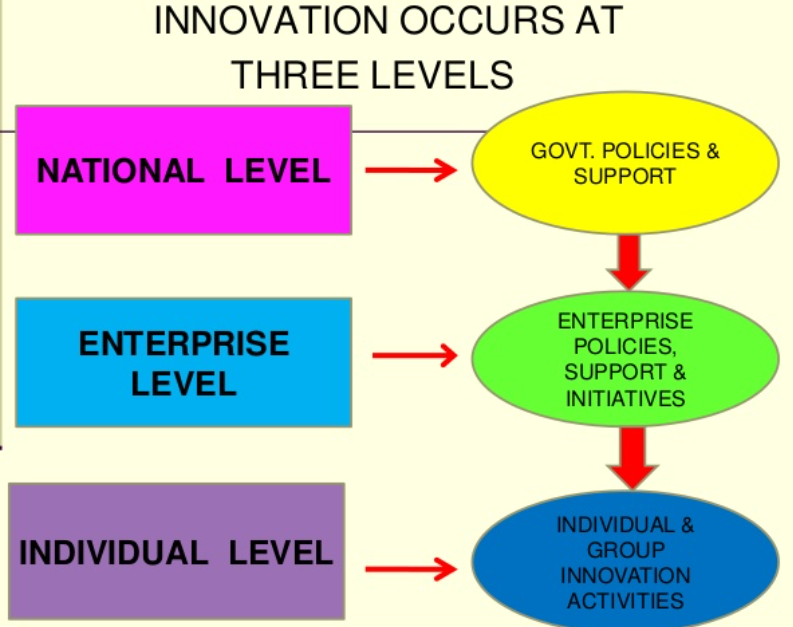 INNOVATION OCCURS AT
THREE LEVELS
NATIONAL LEVEL
GOVT. POLICIES &
SUPPORT
ENTERPRISE
LEVEL
ENTERPRISE
POLICIES,
SUPPORT &
INITIATIVES
INDIVIDUAL LEVEL
INDIVIDUAL &
GROUP
INNOVATION
ACTIVITIES